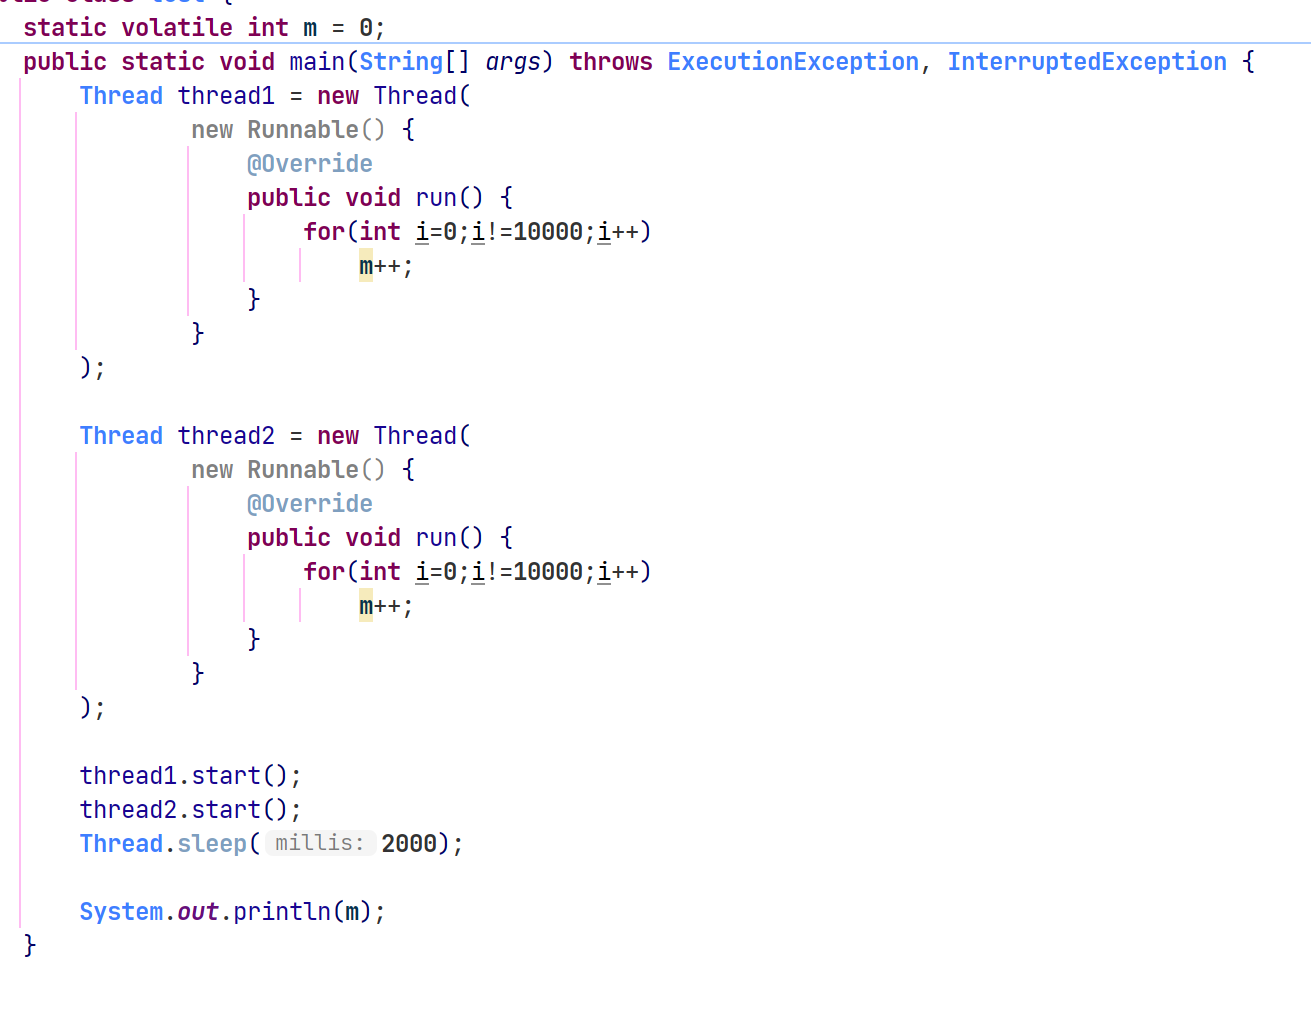 static volatile int m = 0;
public static void main(String[] args) throws ExecutionException, InterruptedException {
Thread thread1 = new Thread(
new Runnable() {
@Override
public void run() {
for(int i=0;i!=10000;i++)
m++;
}
}
);
Thread thread2 = new Thread(
new Runnable() {
@Override
public void run() {
for(int i=0;i!=10000;i++)
m++;
}
}
);
thread1.start();
thread2.start();
Thread.sleep( millis: 2000);
System.out.println(m);
}